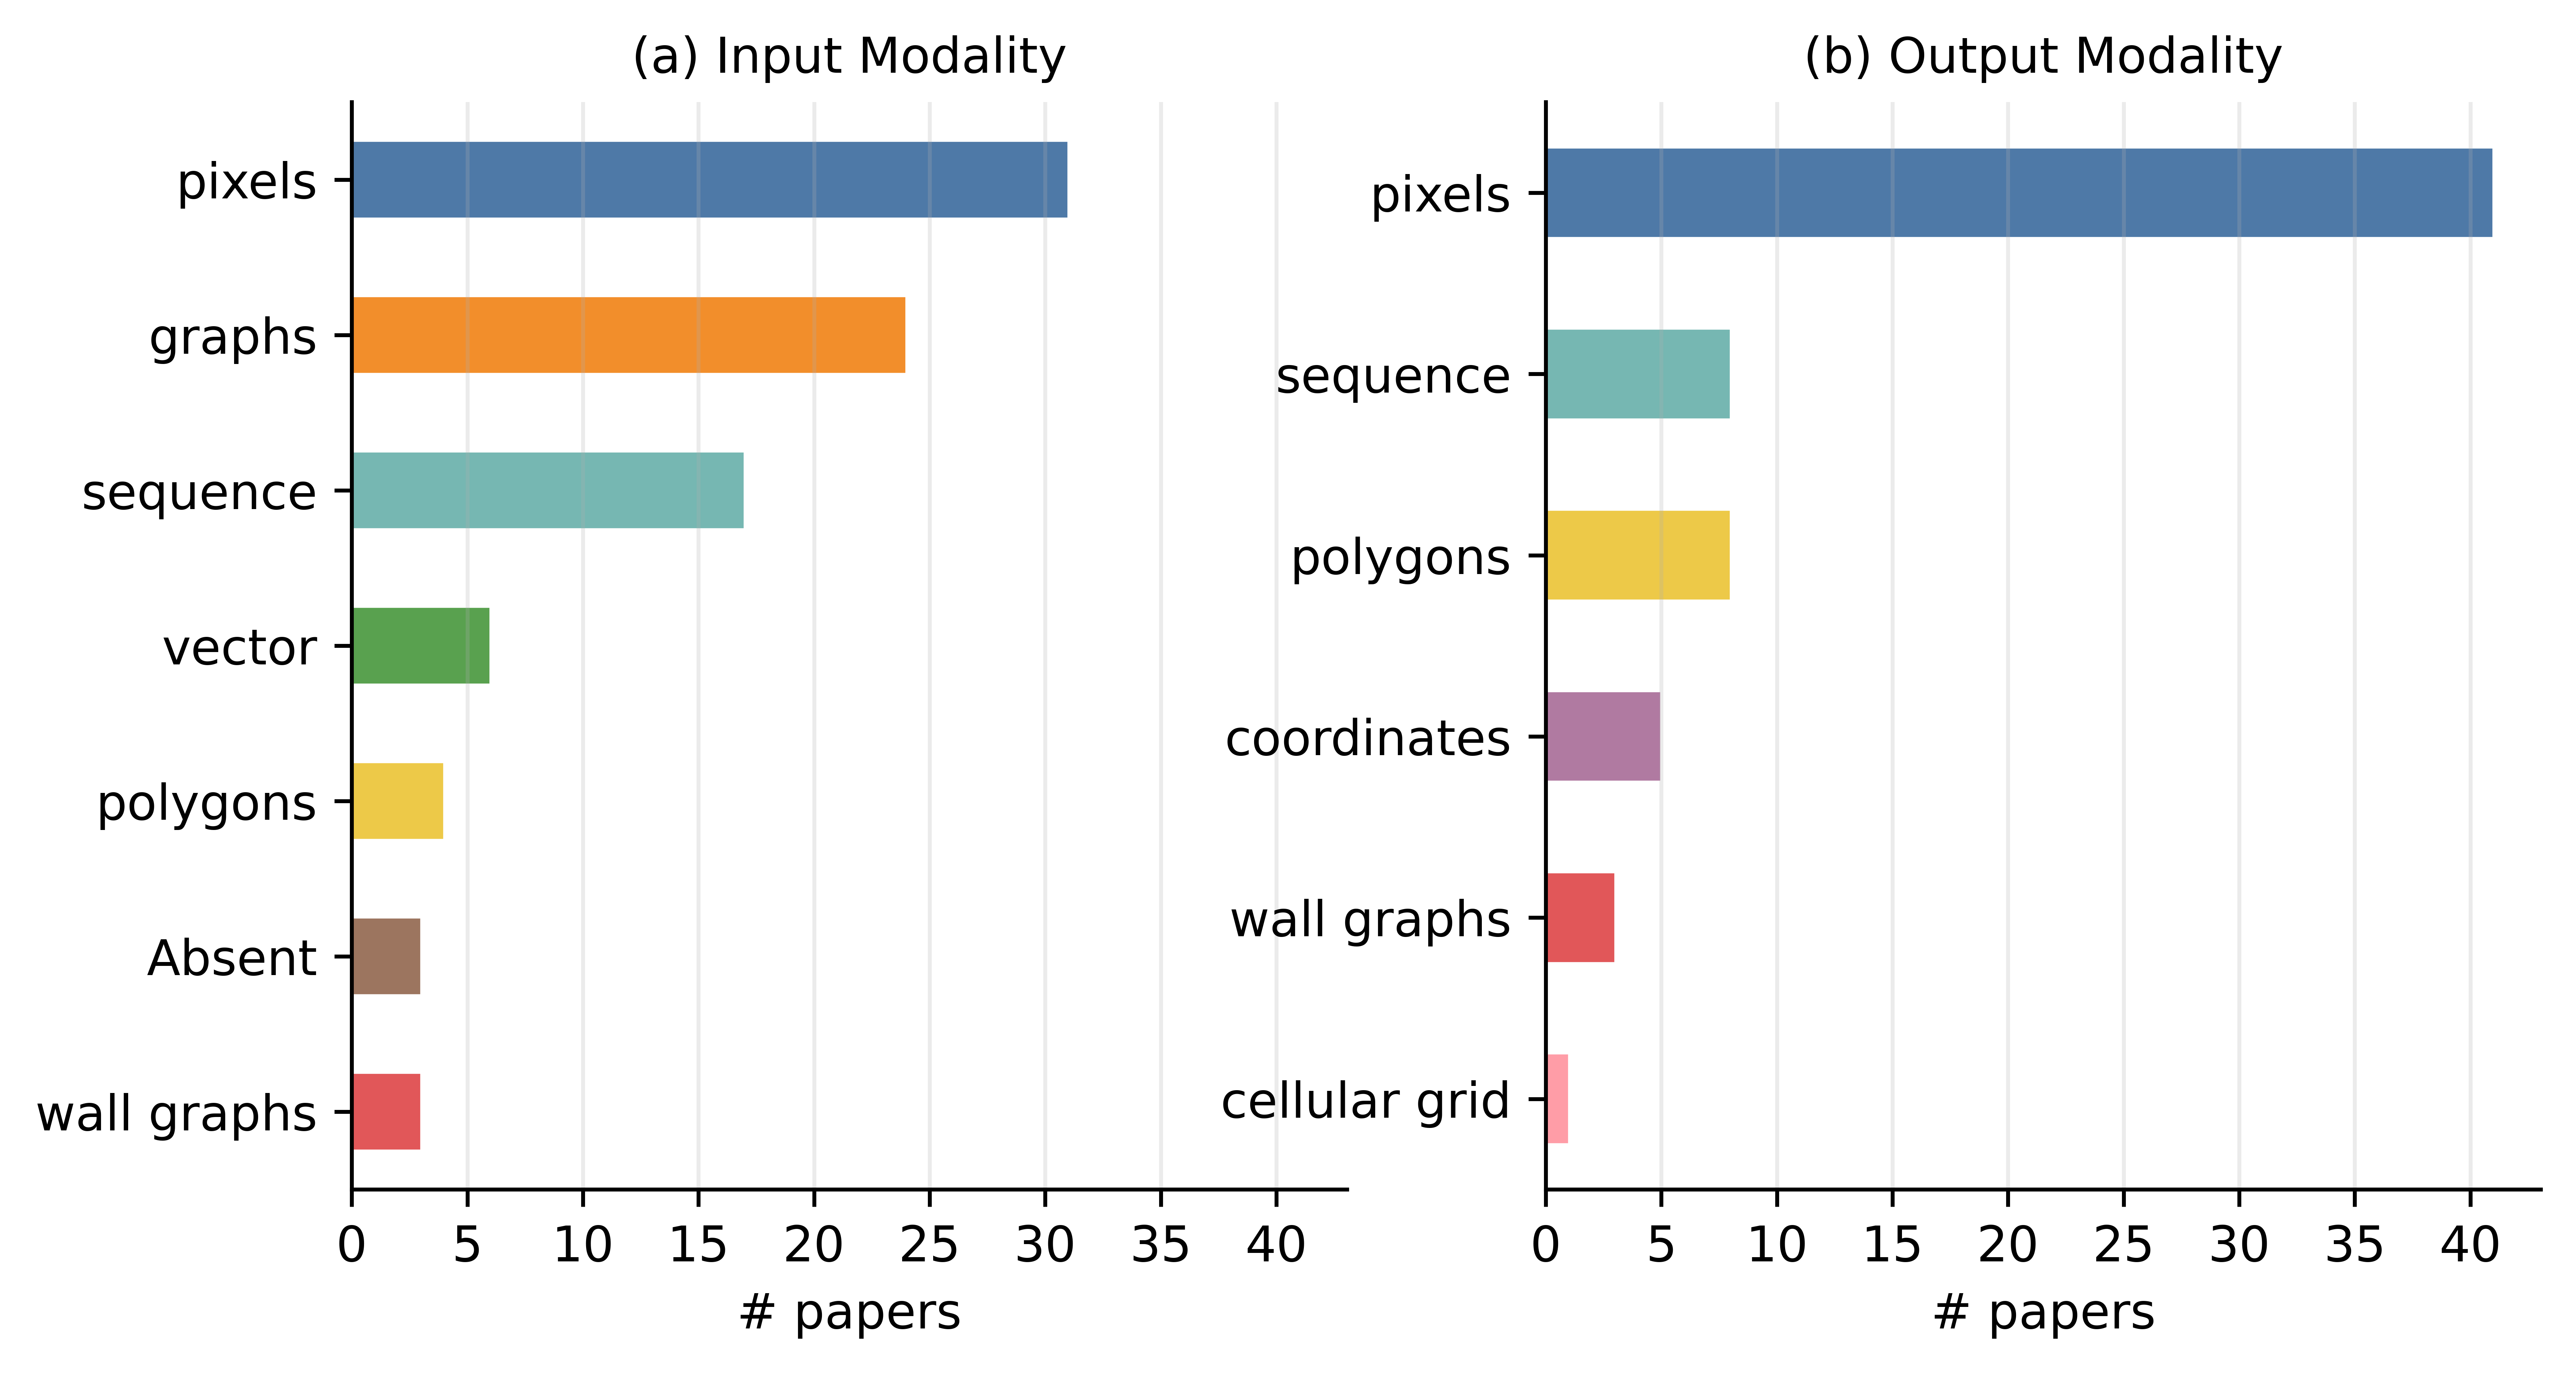 (a) Input Modality
pixels
graphs
sequence
vector
polygons
Absent
wall graphs
0 5 10 15 20 25 30 35 40
# papers
(b) Output Modality
pixels
sequence
polygons
coordinates
wall graphs
cellular grid
0 5 10 15 20 25 30 35 40
# papers